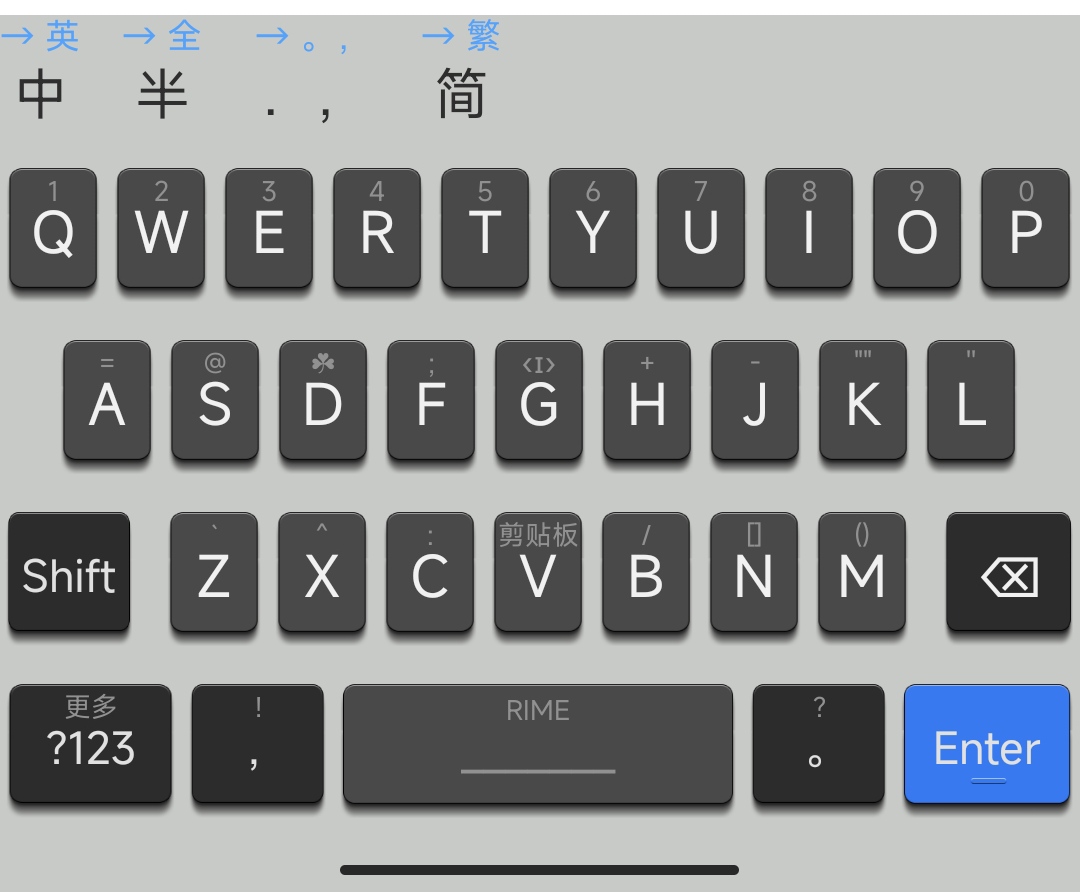 → 英 → 全 → 。, → 繁
中 半 . , 简
1 2 3 4 5 6 7 8 9 0
Q W E R T Y U I O P
= @ ☘ ; ‹I› + - "" "
A S D F G H J K L
` ^ : 剪贴板 / [] ()
Shift Z X C V B N M
更多 ! RIME ?
?123 , 。 Enter